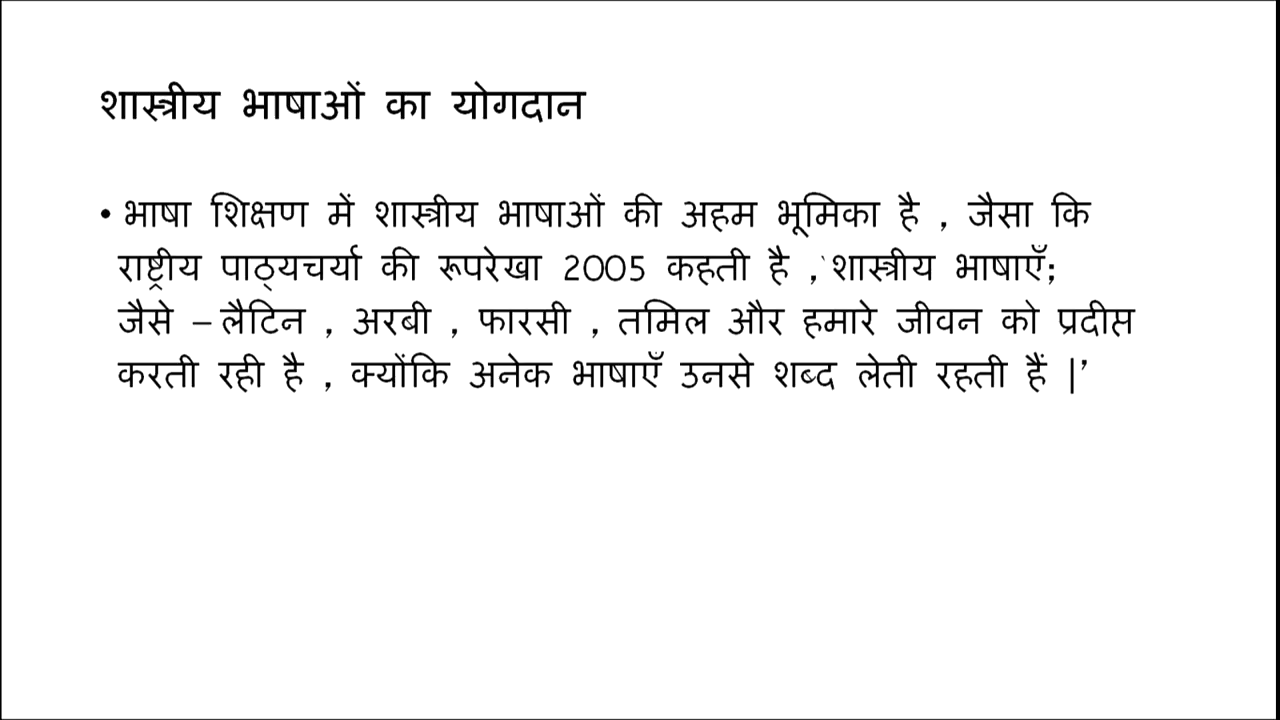 शास्त्रीय भाषाओं का योगदान
• भाषा शिक्षण में शास्त्रीय भाषाओं की अहम भूमिका है , जैसा कि
राष्ट्रीय पाठ्यचर्या की रूपरेखा 2005 कहती है ,`शास्त्रीय भाषाएँ;
जैसे – लैटिन , अरबी , फारसी , तमिल और हमारे जीवन को प्रदीप्त
करती रही है , क्योंकि अनेक भाषाएँ उनसे शब्द लेती रहती हैं |’